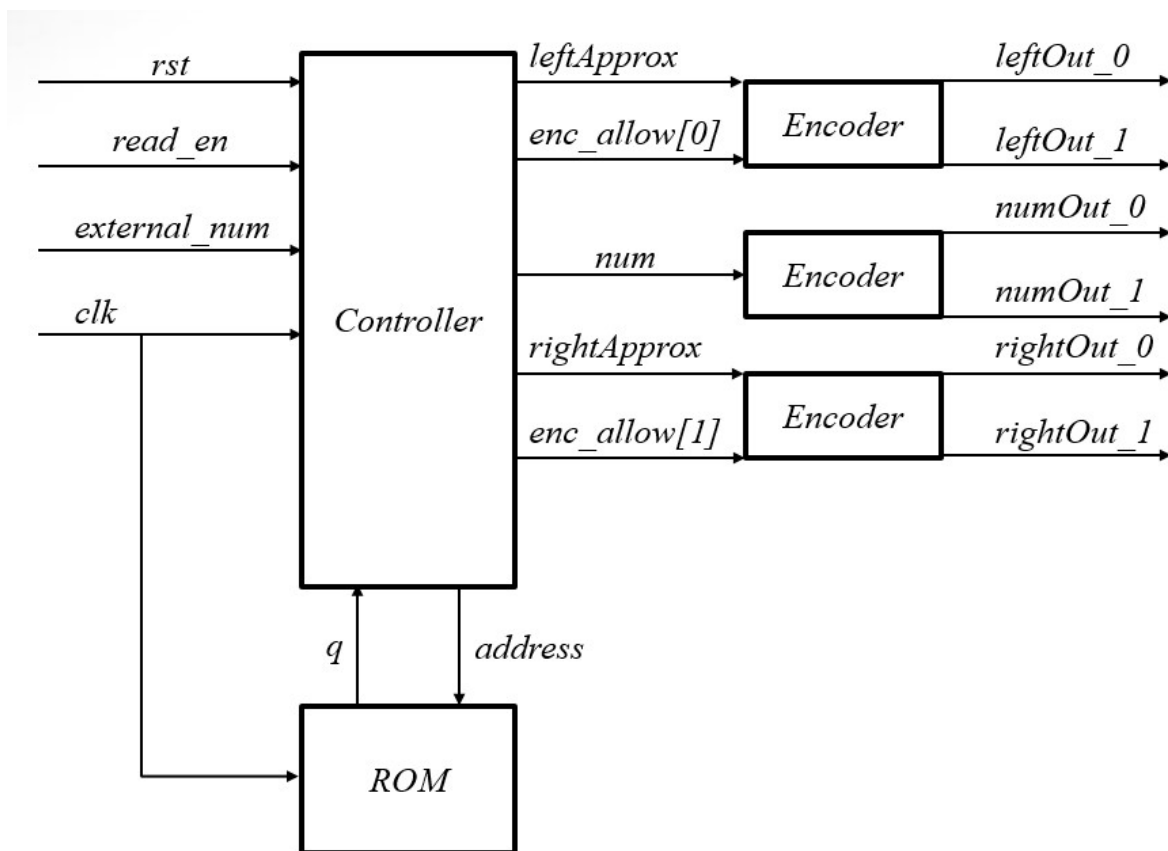 rst
read_en
external_num
clk
Controller
leftApprox
enc_allow[0]
num
rightApprox
enc_allow[1]
Encoder
Encoder
Encoder
leftOut_0
leftOut_1
numOut_0
numOut_1
rightOut_0
rightOut_1
q
address
ROM